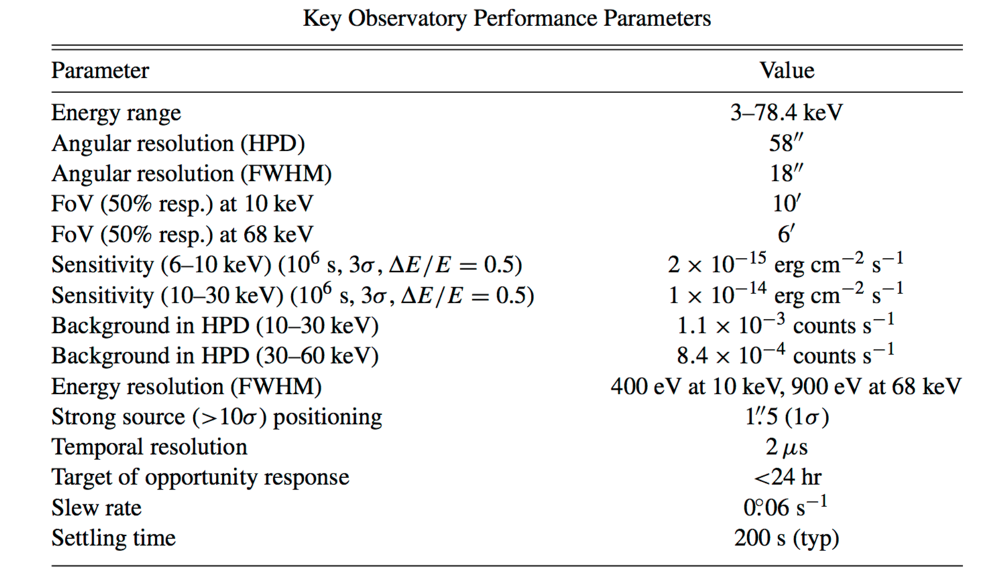 Key Observatory Performance Parameters
Parameter Value
Energy range 3–78.4 keV
Angular resolution (HPD) 58″
Angular resolution (FWHM) 18″
FoV (50% resp.) at 10 keV 10′
FoV (50% resp.) at 68 keV 6′
Sensitivity (6–10 keV) (10⁶ s, 3σ, ΔE/E = 0.5) 2 × 10⁻¹⁵ erg cm⁻² s⁻¹
Sensitivity (10–30 keV) (10⁶ s, 3σ, ΔE/E = 0.5) 1 × 10⁻¹⁴ erg cm⁻² s⁻¹
Background in HPD (10–30 keV) 1.1 × 10⁻³ counts s⁻¹
Background in HPD (30–60 keV) 8.4 × 10⁻⁴ counts s⁻¹
Energy resolution (FWHM) 400 eV at 10 keV, 900 eV at 68 keV
Strong source (>10σ) positioning 1″.5 (1σ)
Temporal resolution 2 μs
Target of opportunity response <24 hr
Slew rate 0°.06 s⁻¹
Settling time 200 s (typ)